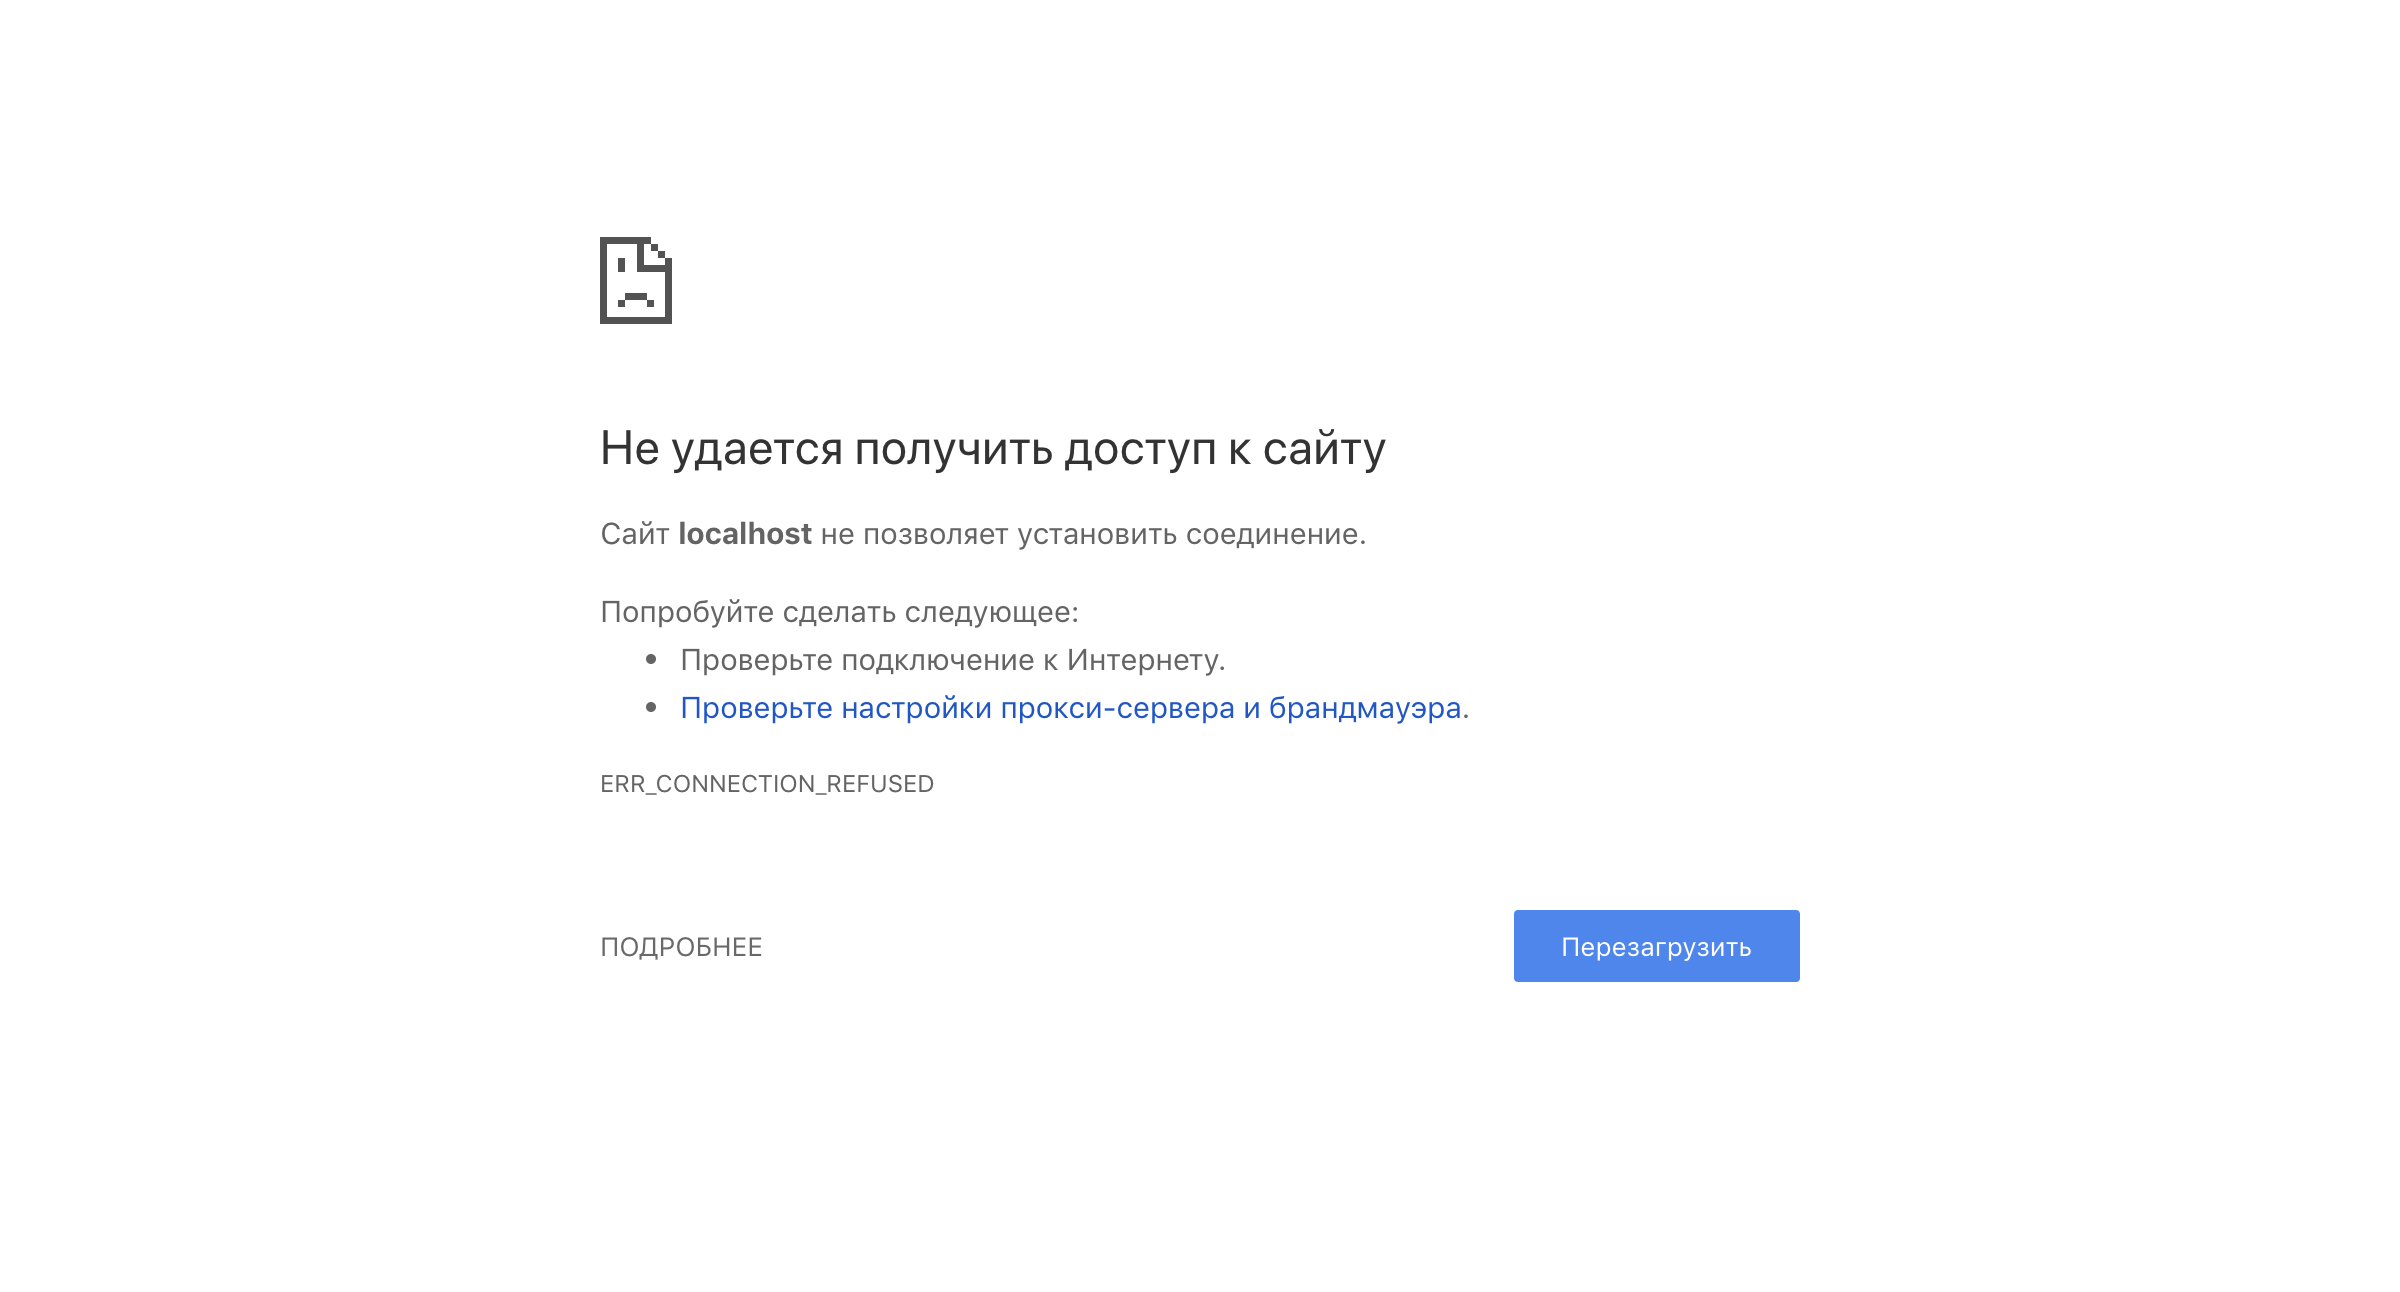 Не удается получить доступ к сайту
Сайт localhost не позволяет установить соединение.
Попробуйте сделать следующее:
• Проверьте подключение к Интернету.
• Проверьте настройки прокси-сервера и брандмауэра.
ERR_CONNECTION_REFUSED
ПОДРОБНЕЕ
Перезагрузить